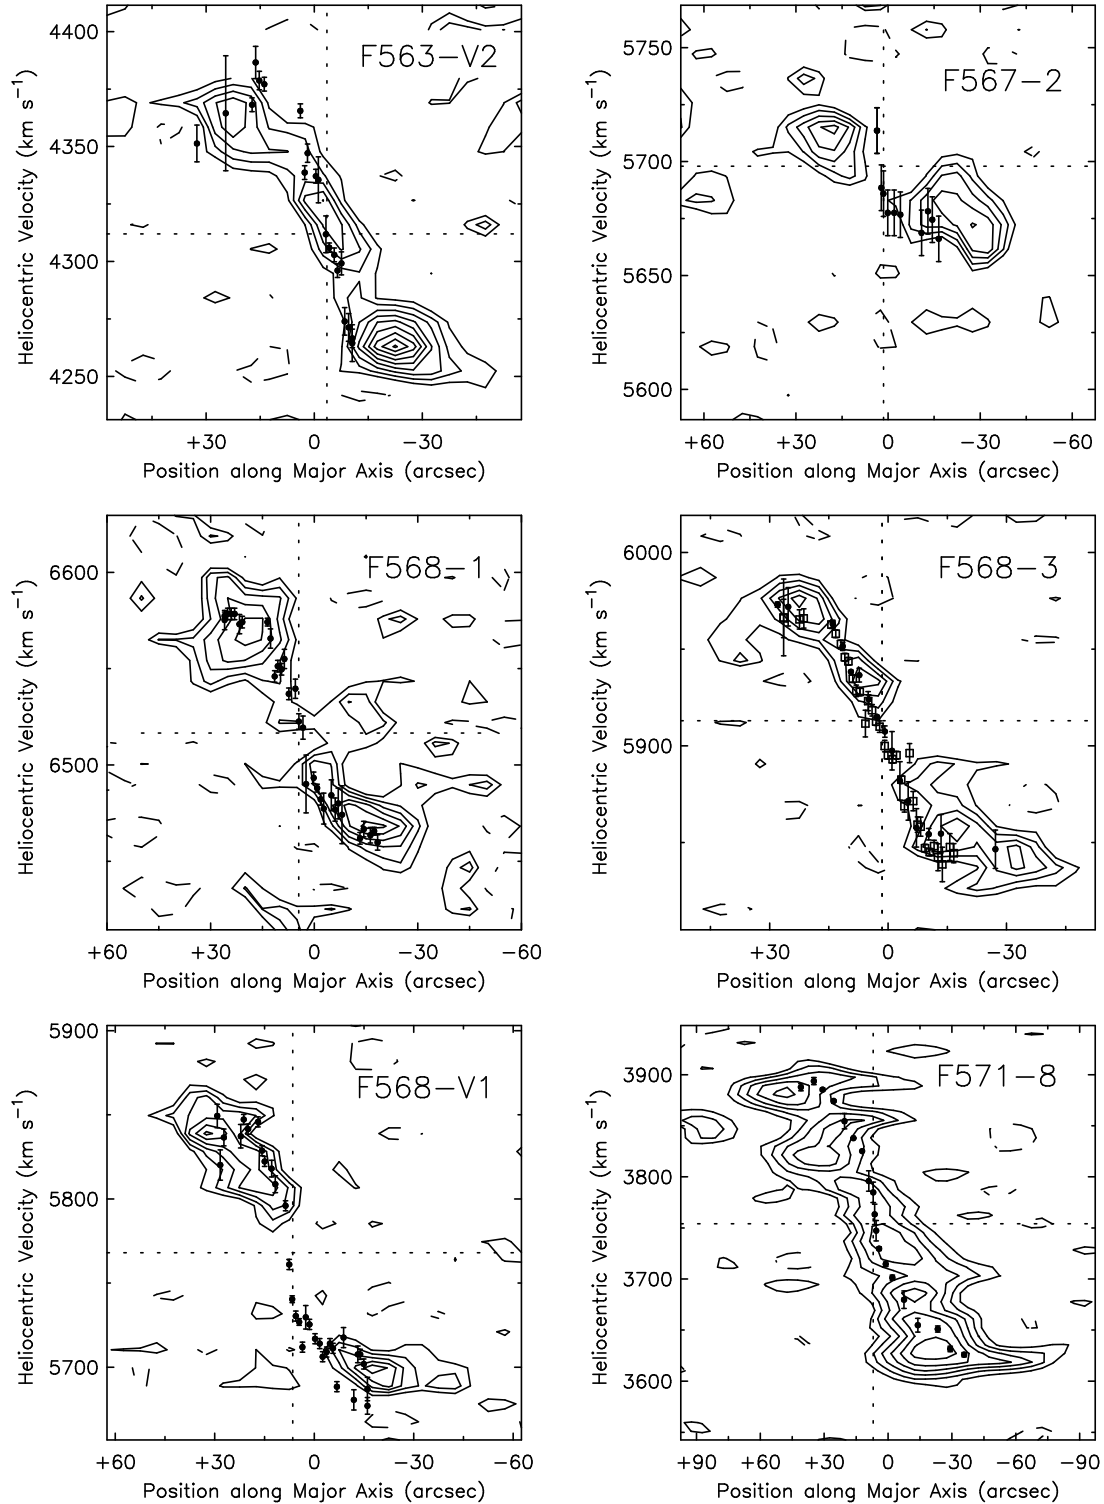 4400
4350
4300
4250
Heliocentric Velocity (km s⁻¹)
F563−V2
+30 0 −30
Position along Major Axis (arcsec)
5750
5700
5650
5600
Heliocentric Velocity (km s⁻¹)
F567−2
+60 +30 0 −30 −60
Position along Major Axis (arcsec)
6600
6500
Heliocentric Velocity (km s⁻¹)
F568−1
+60 +30 0 −30 −60
Position along Major Axis (arcsec)
6000
5900
Heliocentric Velocity (km s⁻¹)
F568−3
+30 0 −30
Position along Major Axis (arcsec)
5900
5800
5700
Heliocentric Velocity (km s⁻¹)
F568−V1
+60 +30 0 −30 −60
Position along Major Axis (arcsec)
3900
3800
3700
3600
Heliocentric Velocity (km s⁻¹)
F571−8
+90 +60 +30 0 −30 −60 −90
Position along Major Axis (arcsec)